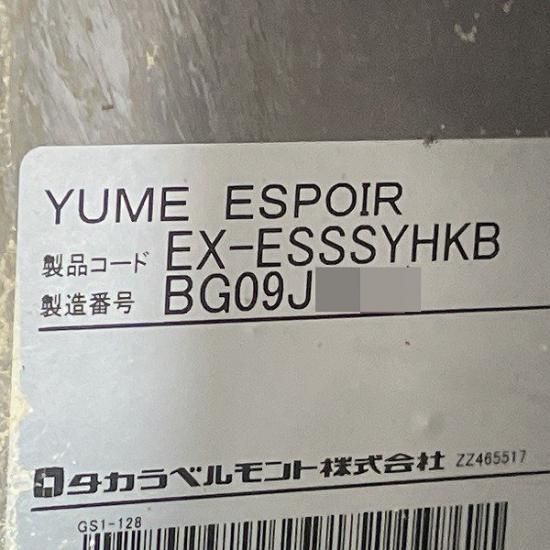 YUME ESPOIR
製品コード EX-ESSSYHKB
製造番号 BG09J
タカラベルモント株式会社 ZZ465517
GS1-128